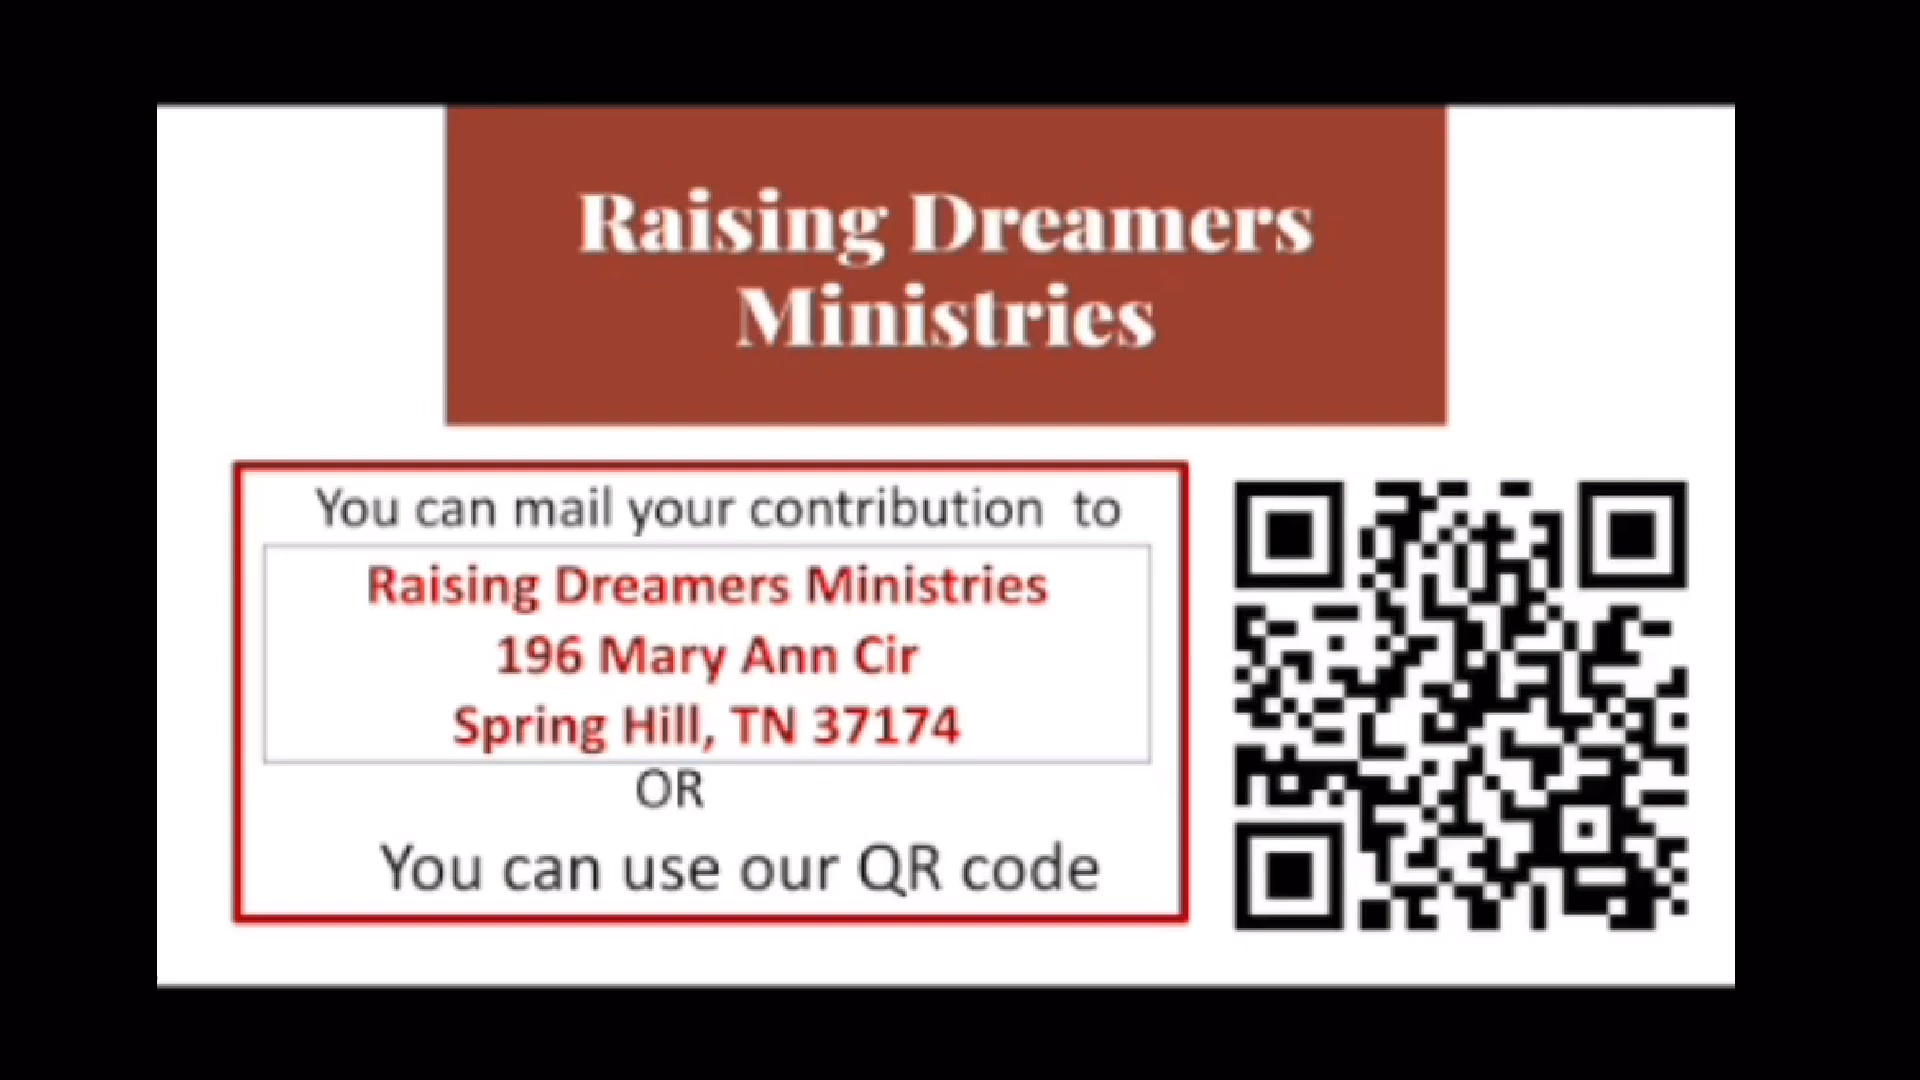 Raising Dreamers
Ministries
You can mail your contribution to
Raising Dreamers Ministries
196 Mary Ann Cir
Spring Hill, TN 37174
OR
You can use our QR code